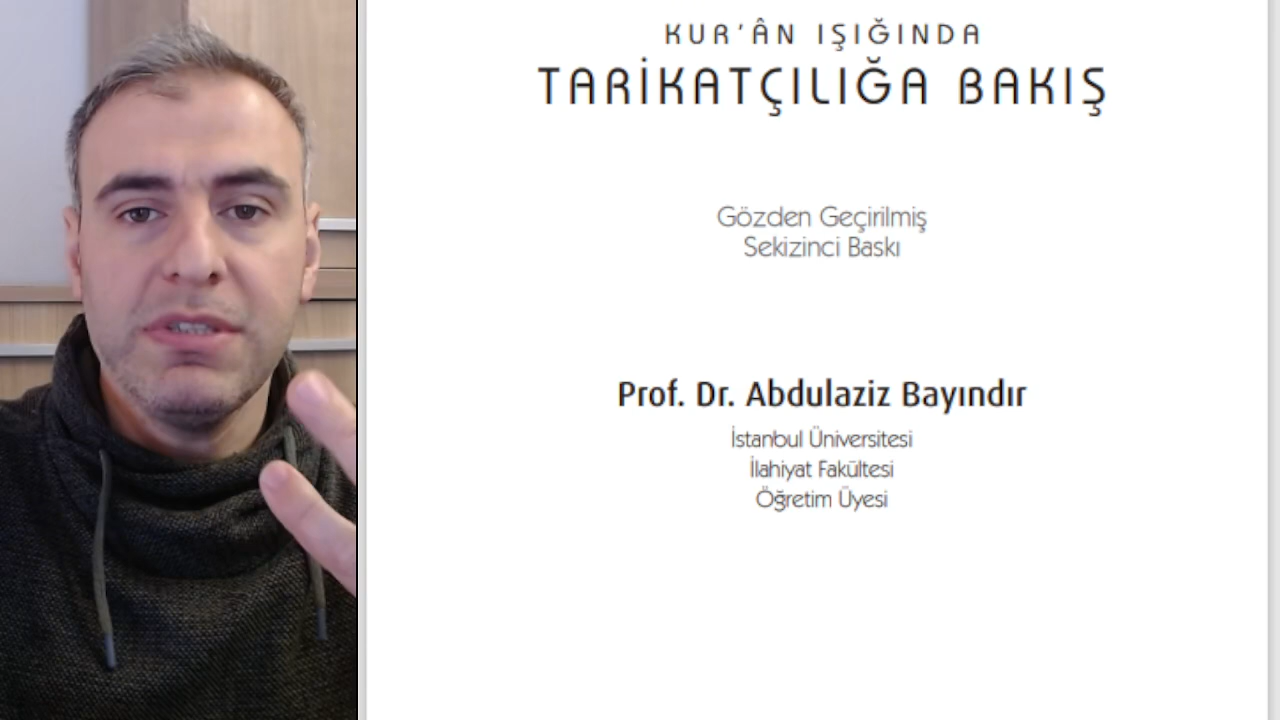 KUR'ÂN IŞIĞINDA
TARİKATÇILIĞA BAKIŞ
Gözden Geçirilmiş
Sekizinci Baskı
Prof. Dr. Abdulaziz Bayındır
İstanbul Üniversitesi
İlahiyat Fakültesi
Öğretim Üyesi